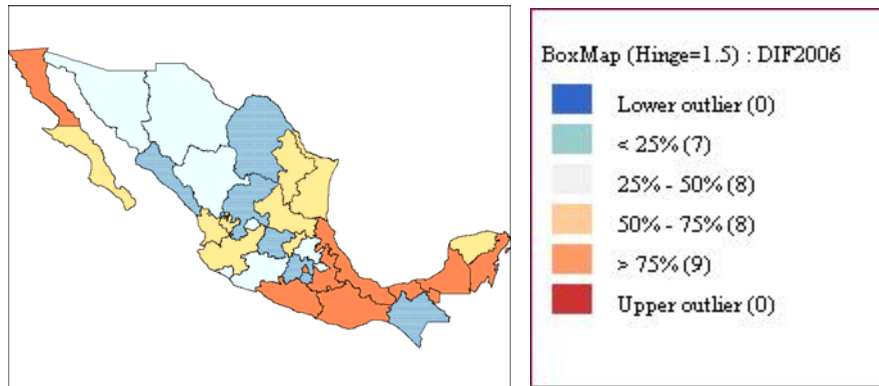 BoxMap (Hinge=1.5) : DIF2006
Lower outlier (0)
< 25% (7)
25% - 50% (8)
50% - 75% (8)
> 75% (9)
Upper outlier (0)